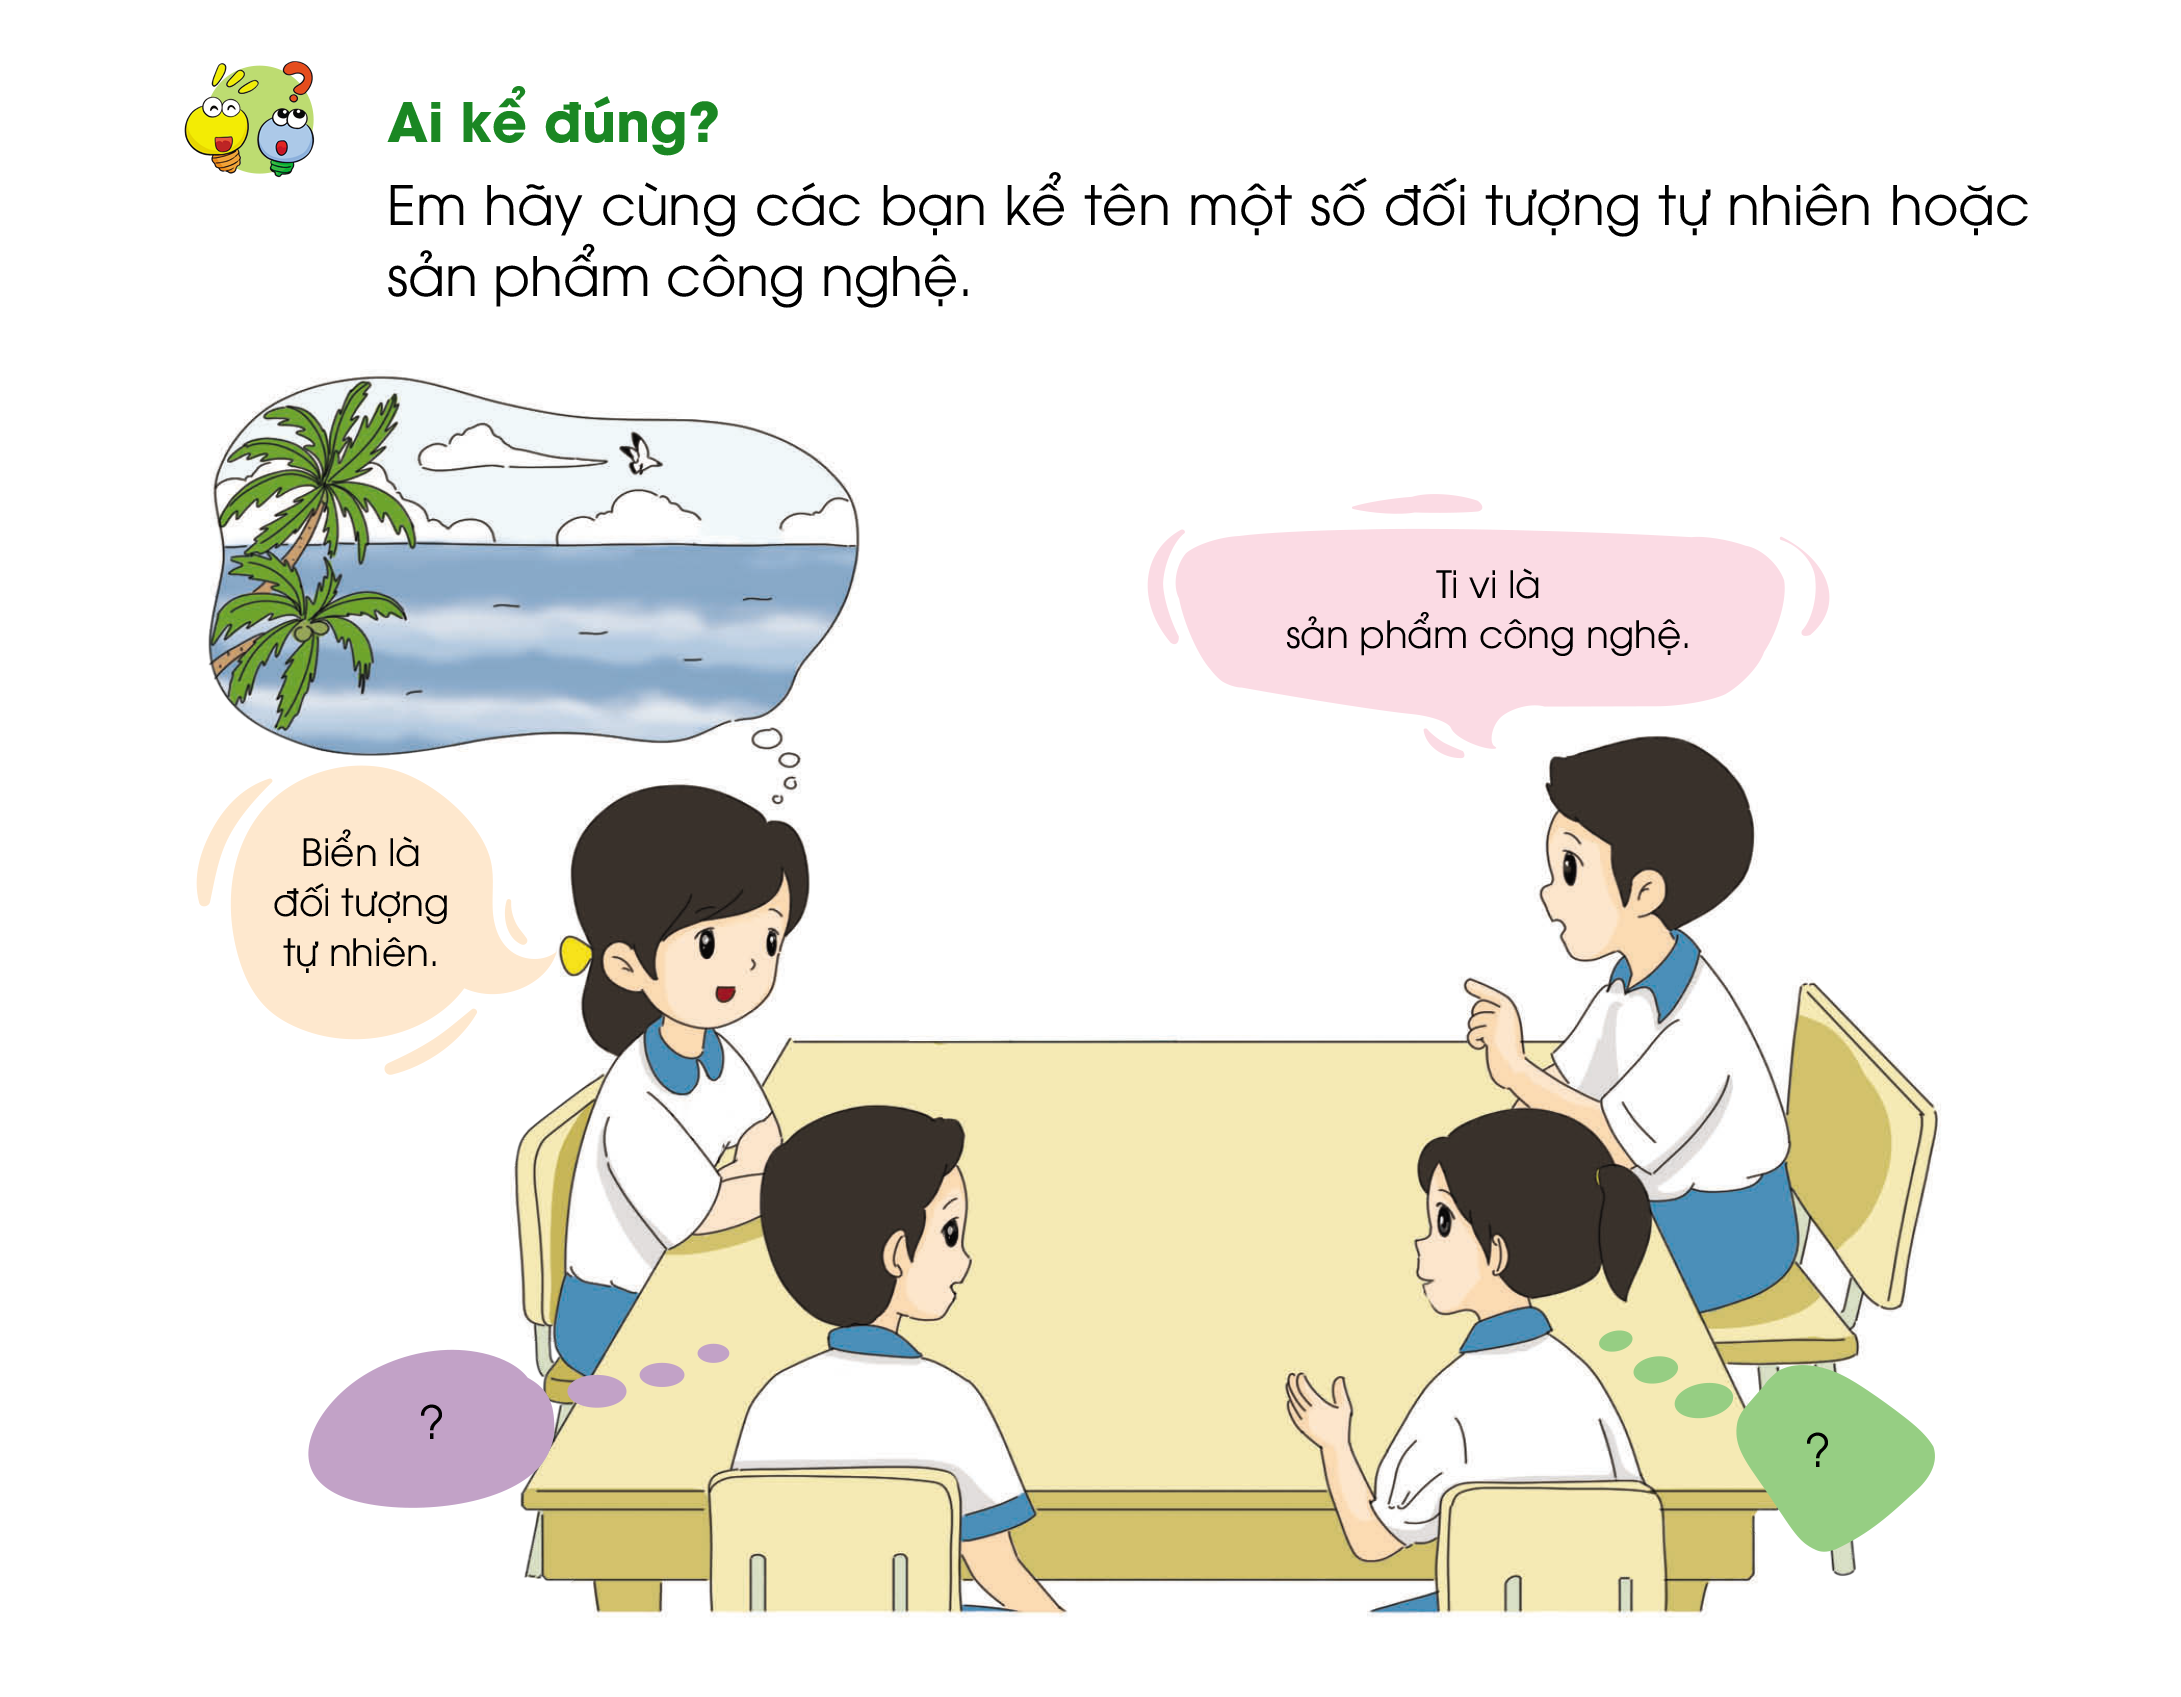 Ai kể đúng?
Em hãy cùng các bạn kể tên một số đối tượng tự nhiên hoặc
sản phẩm công nghệ.
Ti vi là
sản phẩm công nghệ.
Biển là
đối tượng
tự nhiên.
?
?